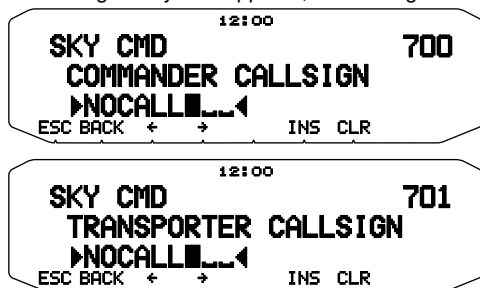 12:00
SKY CMD 700
COMMANDER CALLSIGN
▶NOCALL█⎵⎵◀
ESC BACK ← → INS CLR
12:00
SKY CMD 701
TRANSPORTER CALLSIGN
▶NOCALL█⎵⎵◀
ESC BACK ← → INS CLR